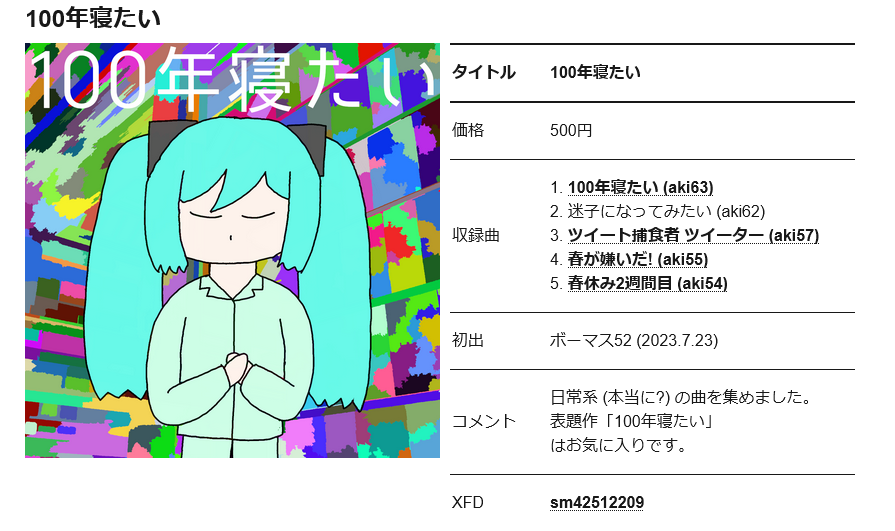 100年寝たい
100年寝たい
タイトル 100年寝たい
価格 500円
収録曲
1. 100年寝たい (aki63)
2. 迷子になってみたい (aki62)
3. ツイート捕食者 ツイーター (aki57)
4. 春が嫌いだ! (aki55)
5. 春休み2週間目 (aki54)
初出 ボーマス52 (2023.7.23)
コメント
日常系 (本当に?) の曲を集めました。
表題作「100年寝たい」
はお気に入りです。
XFD sm42512209